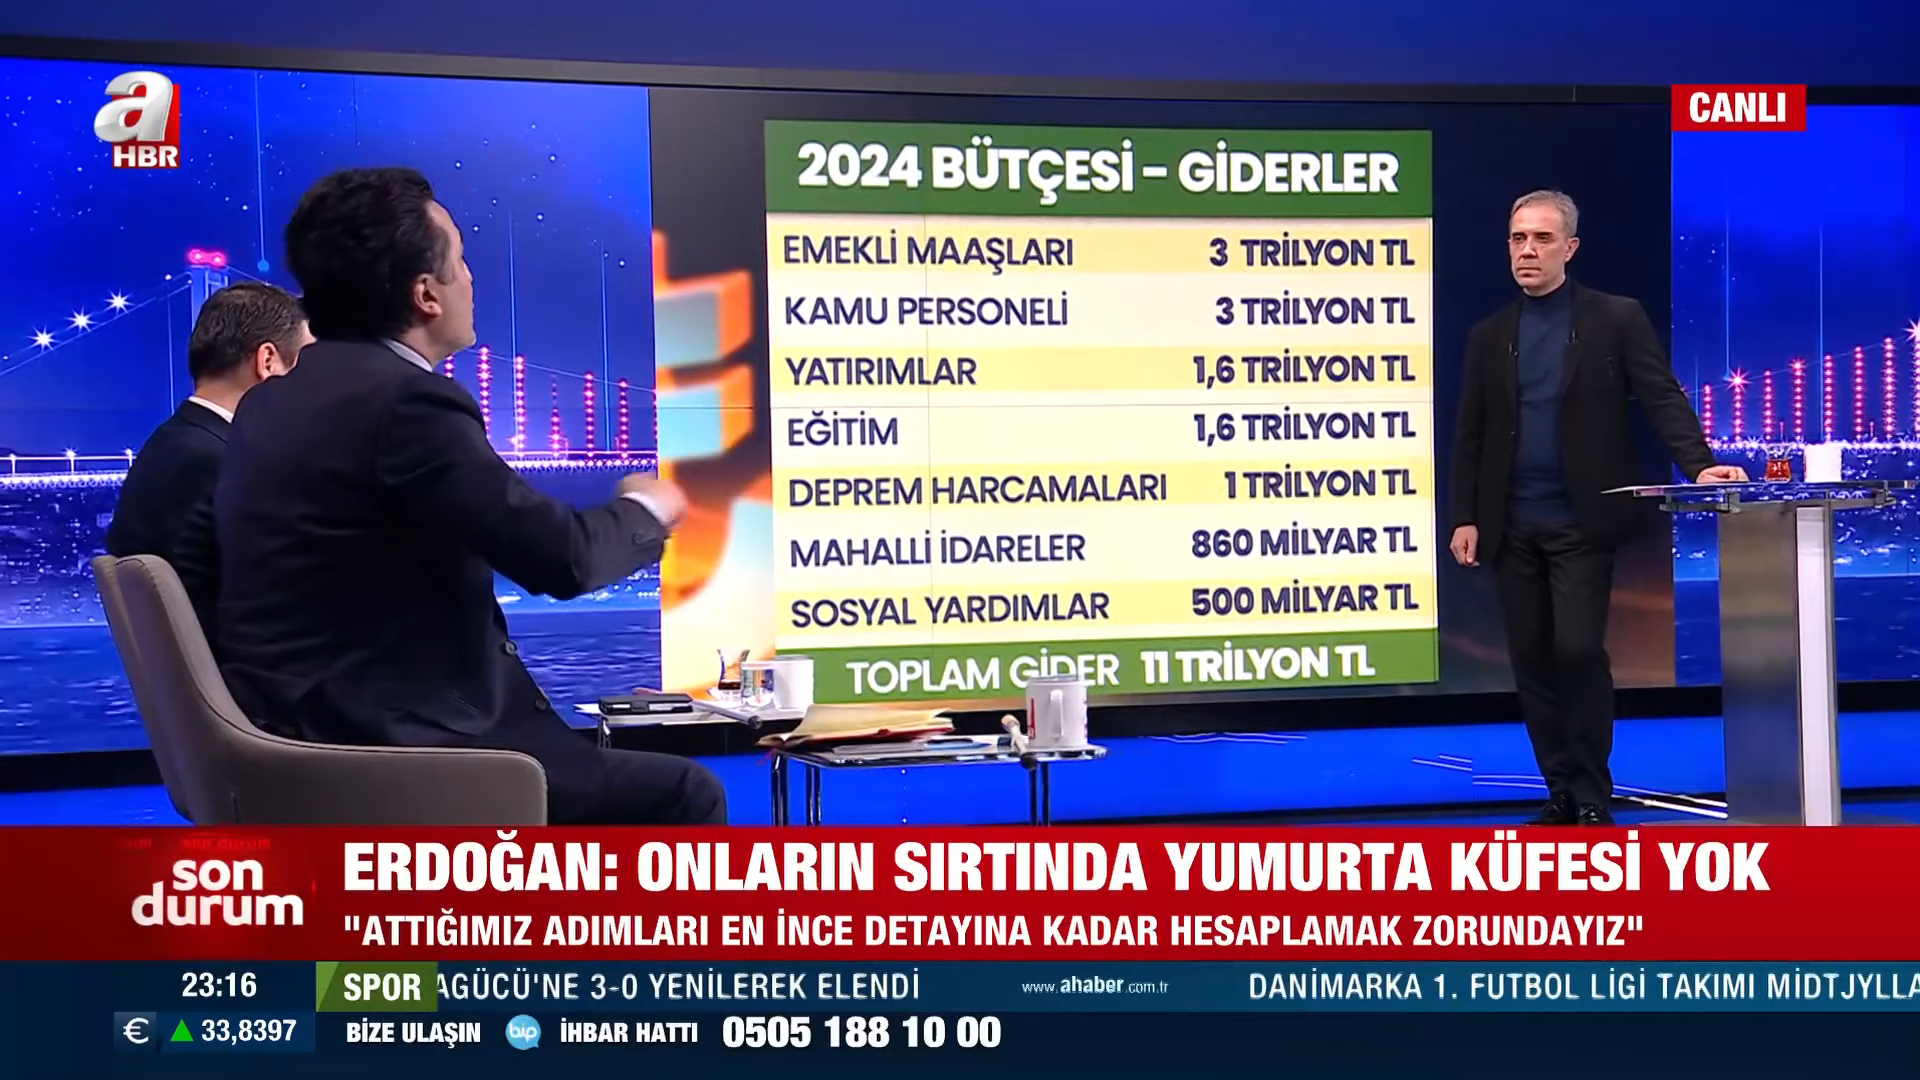 a
HBR
CANLI
2024 BÜTÇESİ - GİDERLER
EMEKLİ MAAŞLARI 3 TRİLYON TL
KAMU PERSONELİ 3 TRİLYON TL
YATIRIMLAR 1,6 TRİLYON TL
EĞİTİM 1,6 TRİLYON TL
DEPREM HARCAMALARI 1 TRİLYON TL
MAHALLİ İDARELER 860 MİLYAR TL
SOSYAL YARDIMLAR 500 MİLYAR TL
TOPLAM GİDER 11 TRİLYON TL
son durum
ERDOĞAN: ONLARIN SIRTINDA YUMURTA KÜFESİ YOK
"ATTIĞIMIZ ADIMLARI EN İNCE DETAYINA KADAR HESAPLAMAK ZORUNDAYIZ"
23:16 SPOR AGÜCÜ'NE 3-0 YENİLEREK ELENDİ www.ahaber.com.tr DANİMARKA 1. FUTBOL LİGİ TAKIMI MİDTJYLLA
€ 33,8397 BİZE ULAŞIN bip İHBAR HATTI 0505 188 10 00